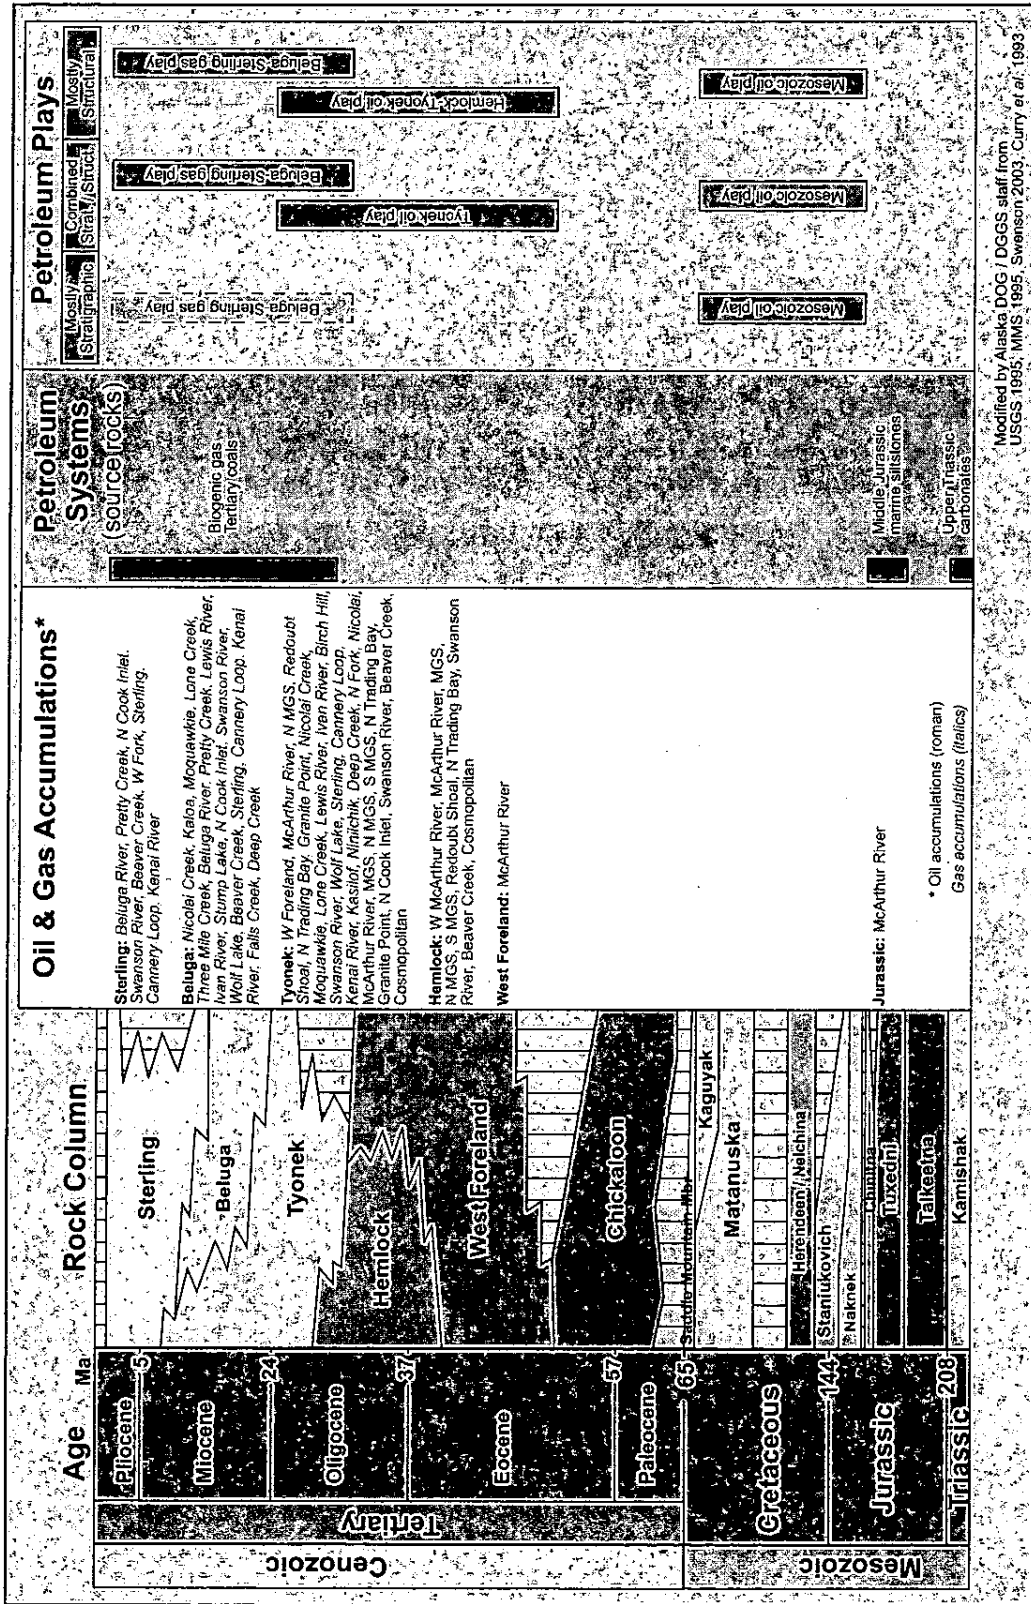 Age
Ma
Rock Column
Oil & Gas Accumulations*
Petroleum
Systems
(source rocks)
Petroleum Plays
Mostly
Stratigraphic
Combined
Strat./Struct.
Mostly
Structural
Cenozoic
Mesozoic
Tertiary
Pliocene
5
Miocene
24
Oligocene
37
Eocene
57
Paleocene
65
Cretaceous
144
Jurassic
208
Triassic
Sterling
Beluga
Tyonek
Hemlock
West Foreland
Chickaloon
Saddle Mountain Mbr
Kaguyak
Matanuska
Herendeen / Nelchina
Staniukovich
Naknek
Chinitna
Tuxedni
Talkeetna
Kamishak
Sterling: Beluga River, Pretty Creek, N Cook Inlet.
Swanson River, Beaver Creek, W Fork, Sterling.
Cannery Loop. Kenai River
Beluga: Nicolai Creek, Kaloa, Moquawkie, Lone Creek,
Three Mile Creek, Beluga River, Pretty Creek, Lewis River,
Ivan River, Stump Lake, N Cook Inlet. Swanson River,
Wolf Lake, Beaver Creek, Sterling. Cannery Loop. Kenai
River. Falls Creek, Deep Creek
Tyonek: W Foreland, McArthur River, N MGS, Redoubt
Shoal, N Trading Bay, Granite Point, Nicolai Creek,
Moquawkie, Lone Creek, Lewis River, Ivan River, Birch Hill,
Swanson River, Wolf Lake, Sterling, Cannery Loop,
Kenai River, Kasilof, Ninilchik, Deep Creek, N Fork, Nicolai,
McArthur River, MGS, N MGS, S MGS, N Trading Bay,
Granite Point, N Cook Inlet, Swanson River, Beaver Creek,
Cosmopolitan
Hemlock: W McArthur River, McArthur River, MGS,
N MGS, S MGS, Redoubt Shoal, N Trading Bay, Swanson
River, Beaver Creek, Cosmopolitan
West Foreland: McArthur River
Jurassic: McArthur River
* Oil accumulations (roman)
Gas accumulations (italics)
Biogenic gas
Tertiary coals
Middle Jurassic
marine siltstones
Upper Triassic
carbonates
Beluga-Sterling gas play
Mesozoic oil play
Tyonek oil play
Beluga-Sterling gas play
Mesozoic oil play
Hemlock-Tyonek oil play
Beluga-Sterling gas play
Mesozoic oil play
Modified by Alaska DOG / DGGS staff from
USGS 1995, MMS 1995, Swenson 2003, Curry et al., 1993